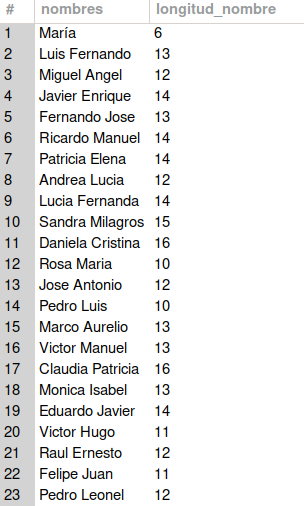 # nombres longitud_nombre
1 María 6
2 Luis Fernando 13
3 Miguel Angel 12
4 Javier Enrique 14
5 Fernando Jose 13
6 Ricardo Manuel 14
7 Patricia Elena 14
8 Andrea Lucia 12
9 Lucia Fernanda 14
10 Sandra Milagros 15
11 Daniela Cristina 16
12 Rosa Maria 10
13 Jose Antonio 12
14 Pedro Luis 10
15 Marco Aurelio 13
16 Victor Manuel 13
17 Claudia Patricia 16
18 Monica Isabel 13
19 Eduardo Javier 14
20 Victor Hugo 11
21 Raul Ernesto 12
22 Felipe Juan 11
23 Pedro Leonel 12